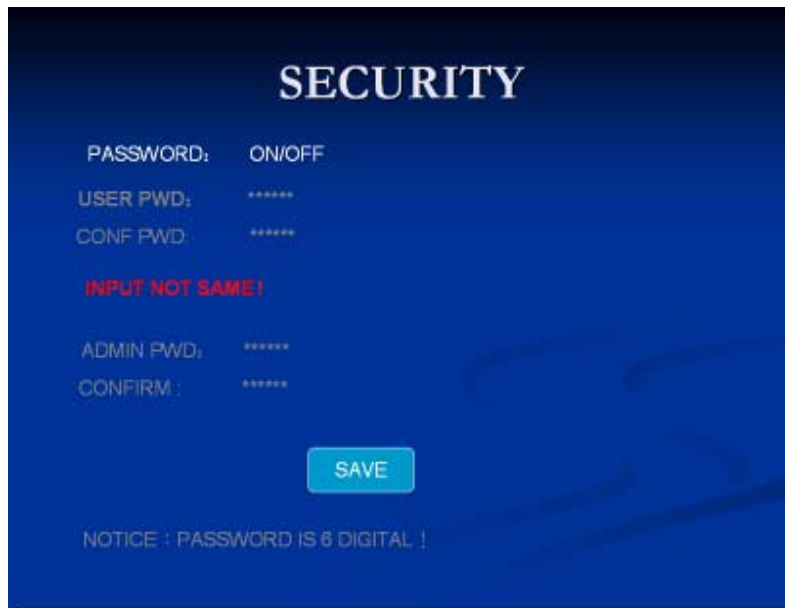 SECURITY
PASSWORD: ON/OFF
USER PWD: ******
CONF PWD: ******
INPUT NOT SAME!
ADMIN PWD: ******
CONFIRM : ******
SAVE
NOTICE : PASSWORD IS 6 DIGITAL !